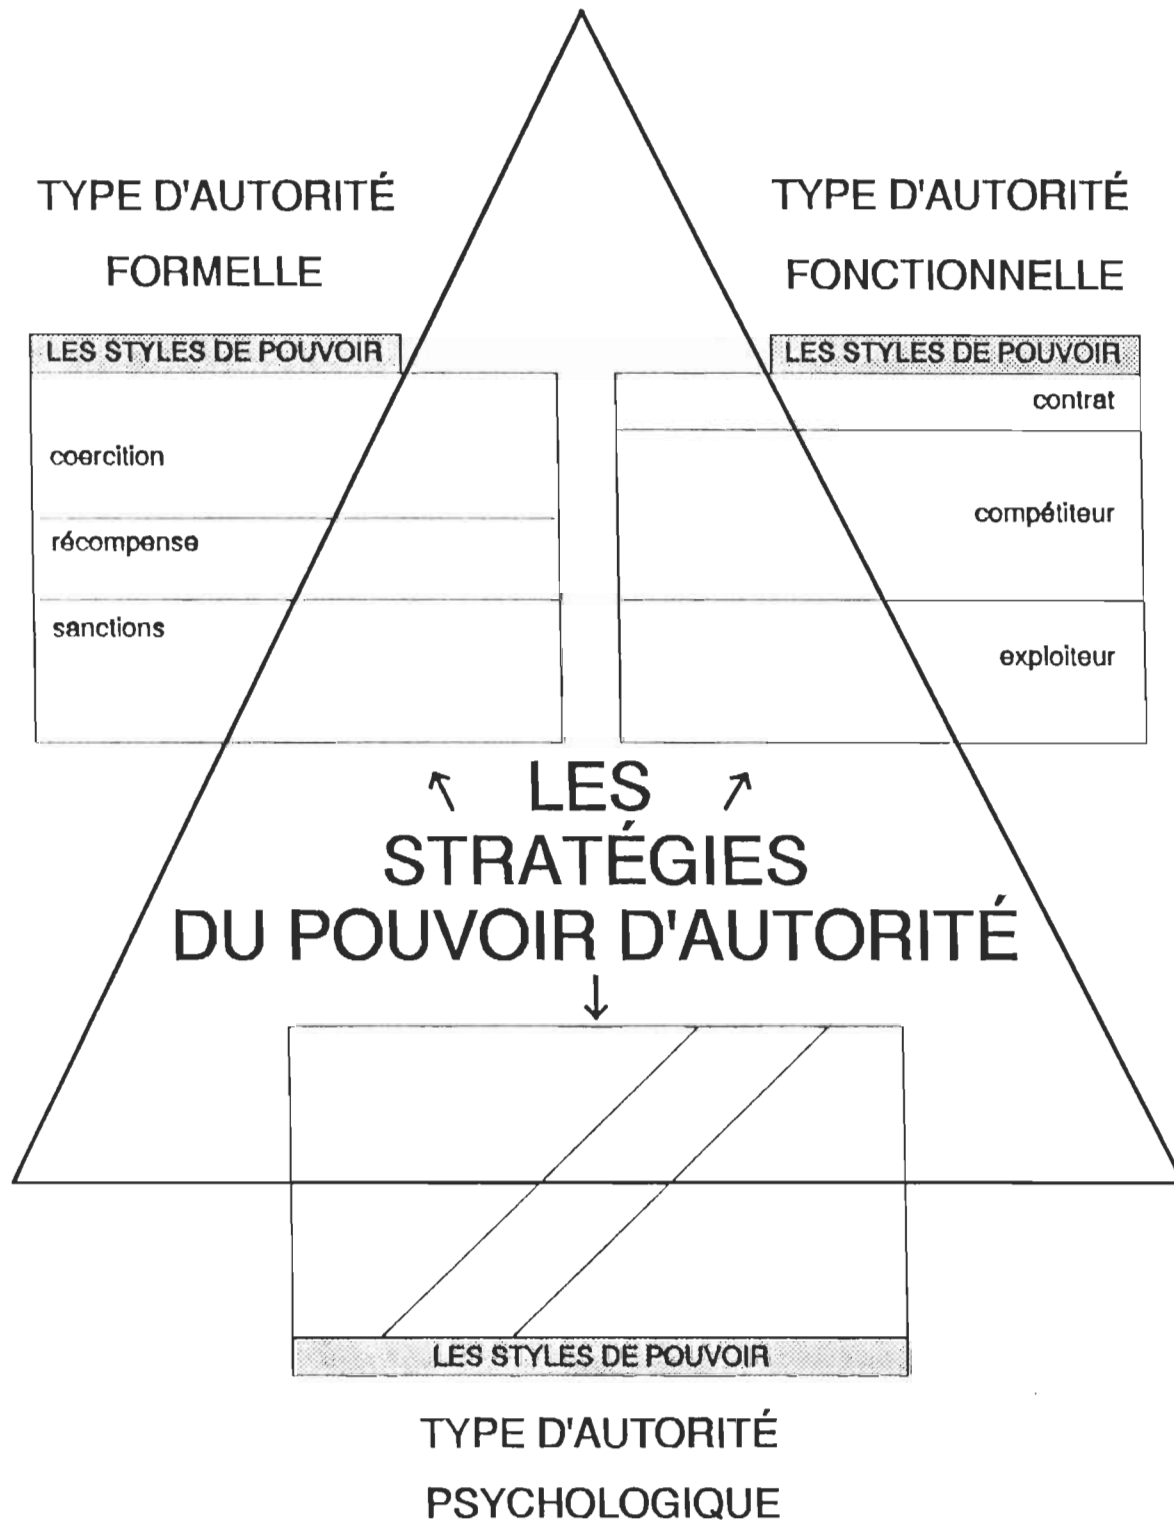 TYPE D'AUTORITÉ
FORMELLE
LES STYLES DE POUVOIR
coercition
récompense
sanctions
TYPE D'AUTORITÉ
FONCTIONNELLE
LES STYLES DE POUVOIR
contrat
compétiteur
exploiteur
↖ LES ↗
STRATÉGIES
DU POUVOIR D'AUTORITÉ
↓
LES STYLES DE POUVOIR
TYPE D'AUTORITÉ
PSYCHOLOGIQUE